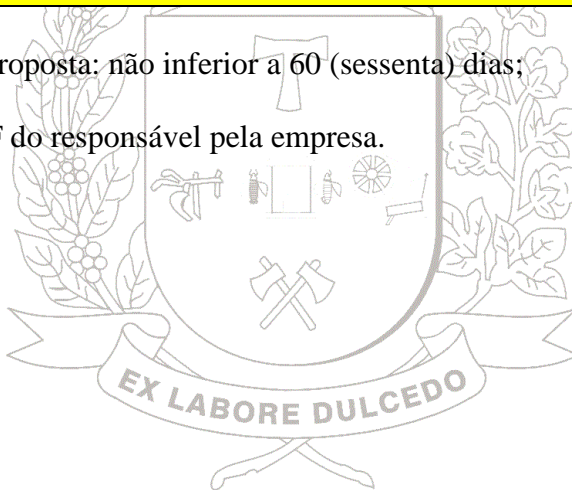 roposta: não inferior a 60 (sessenta) dias;
do responsável pela empresa.
EX LABORE DULCEDO